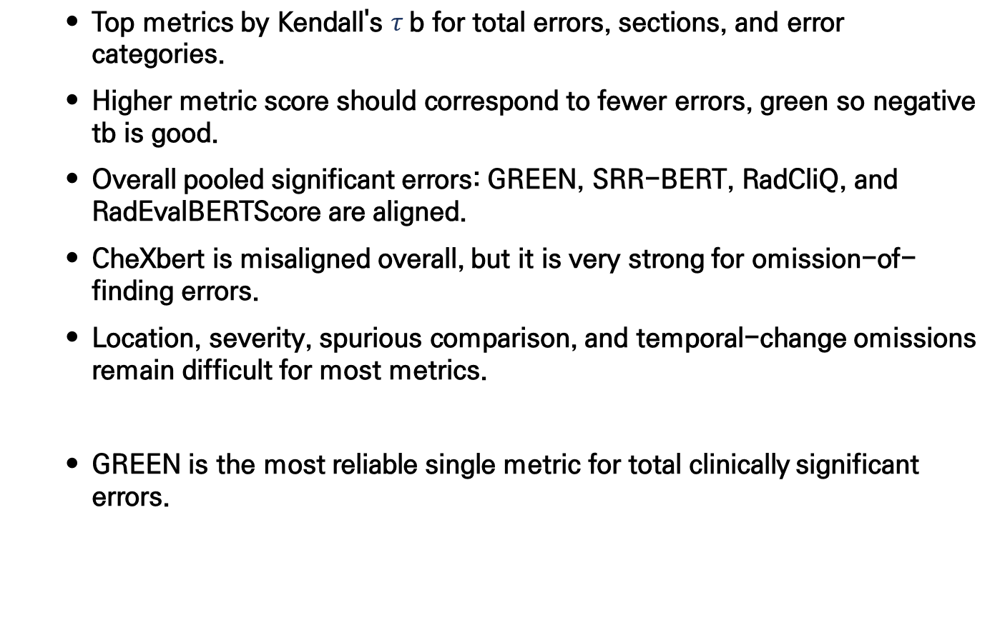 • Top metrics by Kendall's τ b for total errors, sections, and error
categories.
• Higher metric score should correspond to fewer errors, green so negative
tb is good.
• Overall pooled significant errors: GREEN, SRR-BERT, RadCliQ, and
RadEvalBERTScore are aligned.
• CheXbert is misaligned overall, but it is very strong for omission-of-
finding errors.
• Location, severity, spurious comparison, and temporal-change omissions
remain difficult for most metrics.
• GREEN is the most reliable single metric for total clinically significant
errors.